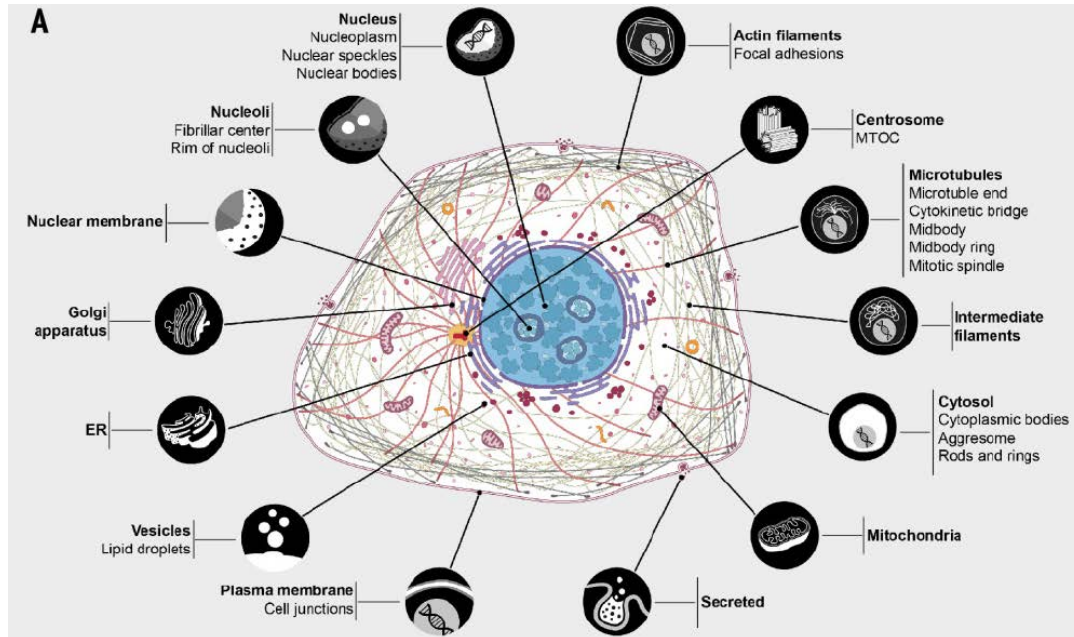 A
Nucleus
Nucleoplasm
Nuclear speckles
Nuclear bodies
Actin filaments
Focal adhesions
Nucleoli
Fibrillar center
Rim of nucleoli
Centrosome
MTOC
Microtubules
Microtuble end
Cytokinetic bridge
Midbody
Midbody ring
Mitotic spindle
Nuclear membrane
Golgi
apparatus
Intermediate
filaments
ER
Cytosol
Cytoplasmic bodies
Aggresome
Rods and rings
Vesicles
Lipid droplets
Mitochondria
Plasma membrane
Cell junctions
Secreted